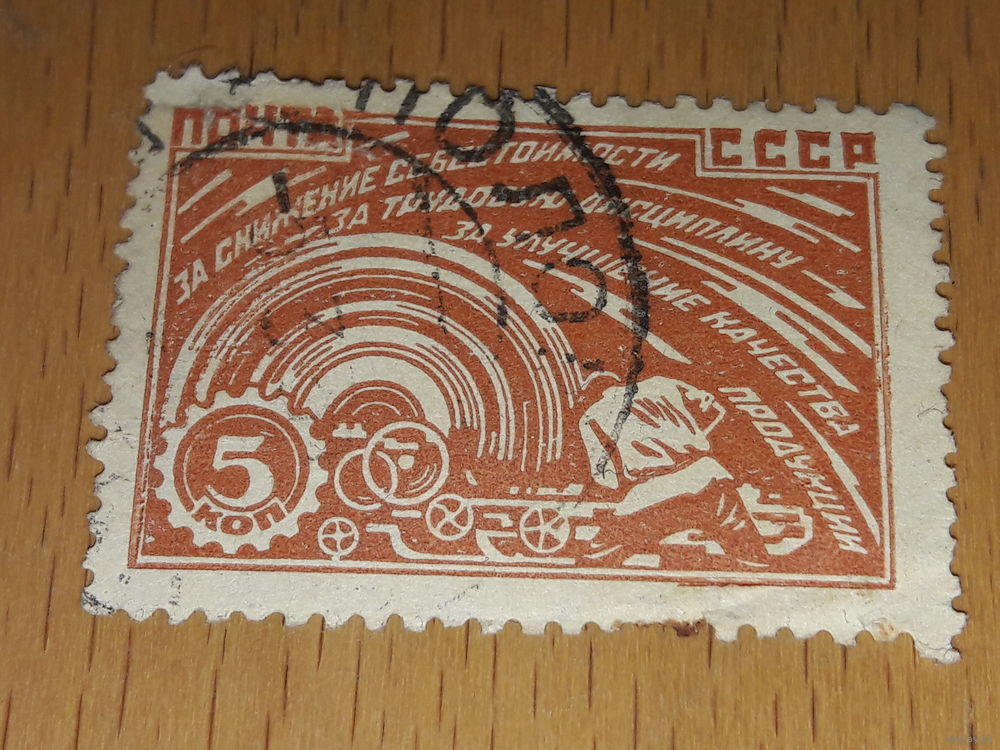 ПОЧТА
СССР
ЗА СНИЖЕНИЕ СЕБЕСТОИМОСТИ
ЗА ТРУДОВУЮ ДИСЦИПЛИНУ
ЗА УЛУЧШЕНИЕ КАЧЕСТВА
ПРОДУКЦИИ
5
КОП